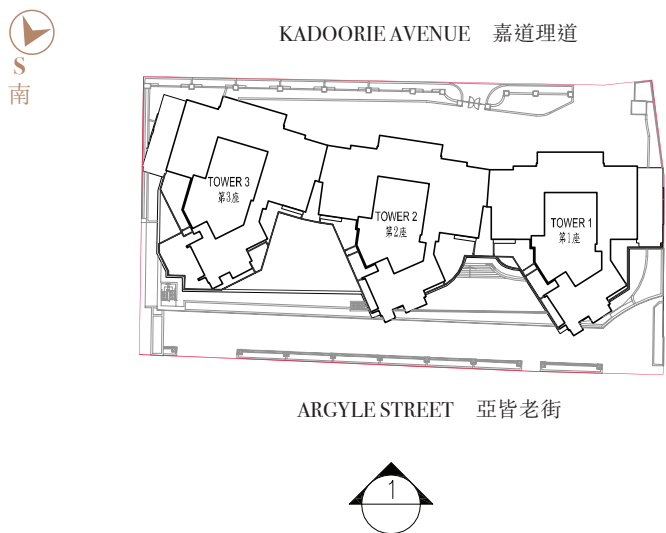 KADOORIE AVENUE 嘉道理道
S
南
TOWER 3
第3座
TOWER 2
第2座
TOWER 1
第1座
ARGYLE STREET 亞皆老街
1